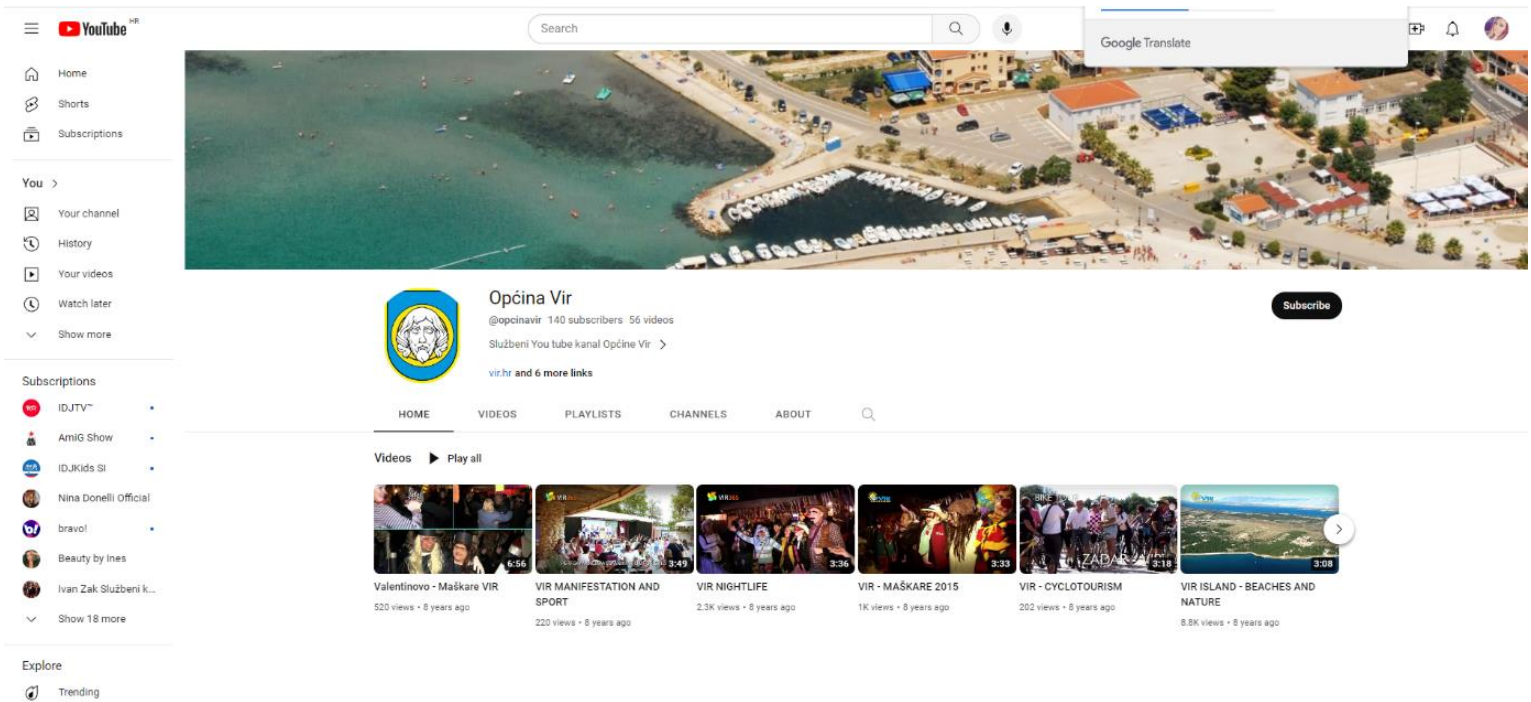 YouTube HR
Search
Google Translate
Home
Shorts
Subscriptions
You
Your channel
History
Your videos
Watch later
Show more
Subscriptions
IDJTV™
AmiG Show
IDJKids SI
Nina Donelli Official
bravo!
Beauty by Ines
Ivan Zak Službeni k...
Show 18 more
Explore
Trending
Općina Vir
@opcinavir 140 subscribers 56 videos
Službeni You tube kanal Općine Vir
vir.hr and 6 more links
Subscribe
HOME VIDEOS PLAYLISTS CHANNELS ABOUT
Videos Play all
6:56
Valentinovo - Maškare VIR
520 views • 8 years ago
VIR365
3:49
VIR MANIFESTATION AND
SPORT
220 views • 8 years ago
VIR365
3:36
VIR NIGHTLIFE
2.3K views • 8 years ago
3:33
VIR - MAŠKARE 2015
1K views • 8 years ago
BIKE TOUR
3:18
VIR - CYCLOTOURISM
202 views • 8 years ago
3:08
VIR ISLAND - BEACHES AND
NATURE
8.8K views • 8 years ago